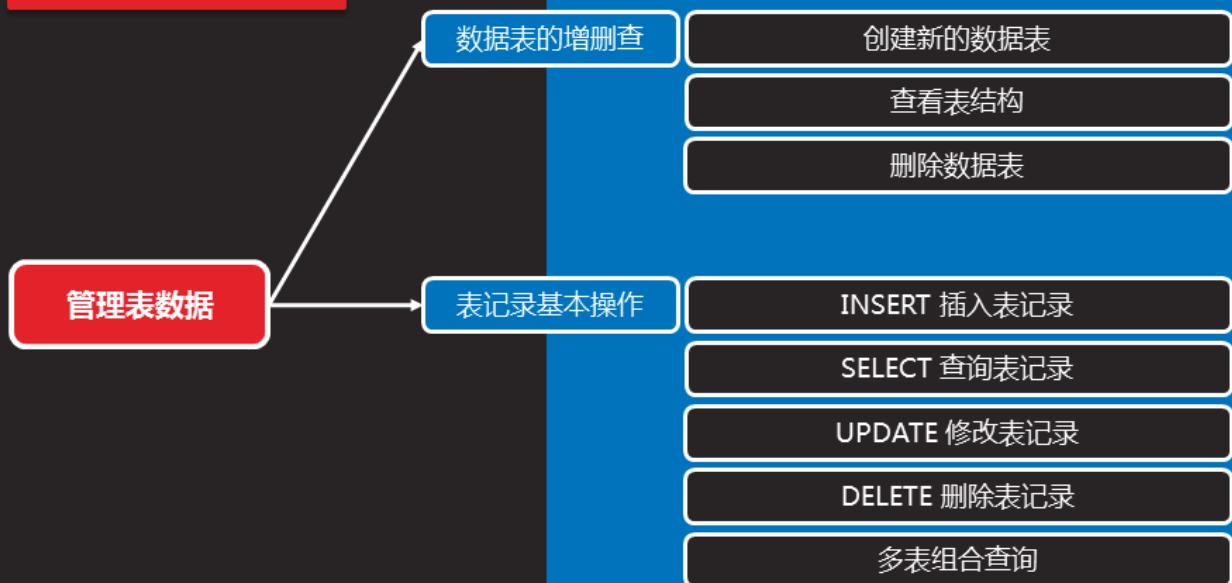 数据表的增删查
创建新的数据表
查看表结构
删除数据表
管理表数据
表记录基本操作
INSERT 插入表记录
SELECT 查询表记录
UPDATE 修改表记录
DELETE 删除表记录
多表组合查询